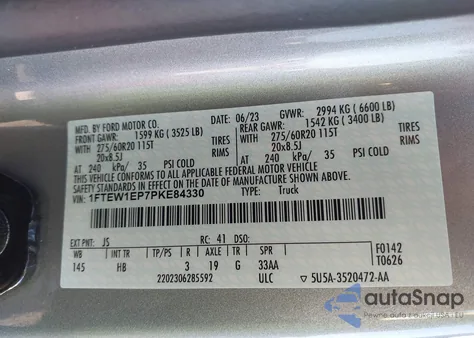 MFD. BY FORD MOTOR CO. 06/23 GVWR: 2994 KG ( 6600 LB)
FRONT GAWR: 1599 KG ( 3525 LB) REAR GAWR: 1542 KG ( 3400 LB)
WITH WITH
275/60R20 115T TIRES 275/60R20 115T TIRES
20x8.5J RIMS 20x8.5J RIMS
AT 240 kPa/ 35 PSI COLD AT 240 kPa/ 35 PSI COLD
THIS VEHICLE CONFORMS TO ALL APPLICABLE FEDERAL MOTOR VEHICLE
SAFETY STANDARDS IN EFFECT ON THE DATE OF MANUFACTURE SHOWN ABOVE.
VIN: 1FTEW1EP7PKE84330 TYPE: Truck
EXT PNT: JS RC: 41 DSO:
WB INT TR TP/PS R AXLE TR SPR F0142
145 HB 3 19 G 33AA T0626
2202306285592 ULC ▽ 5U5A-3520472-AA
autoSnap
Pewne auto z USA